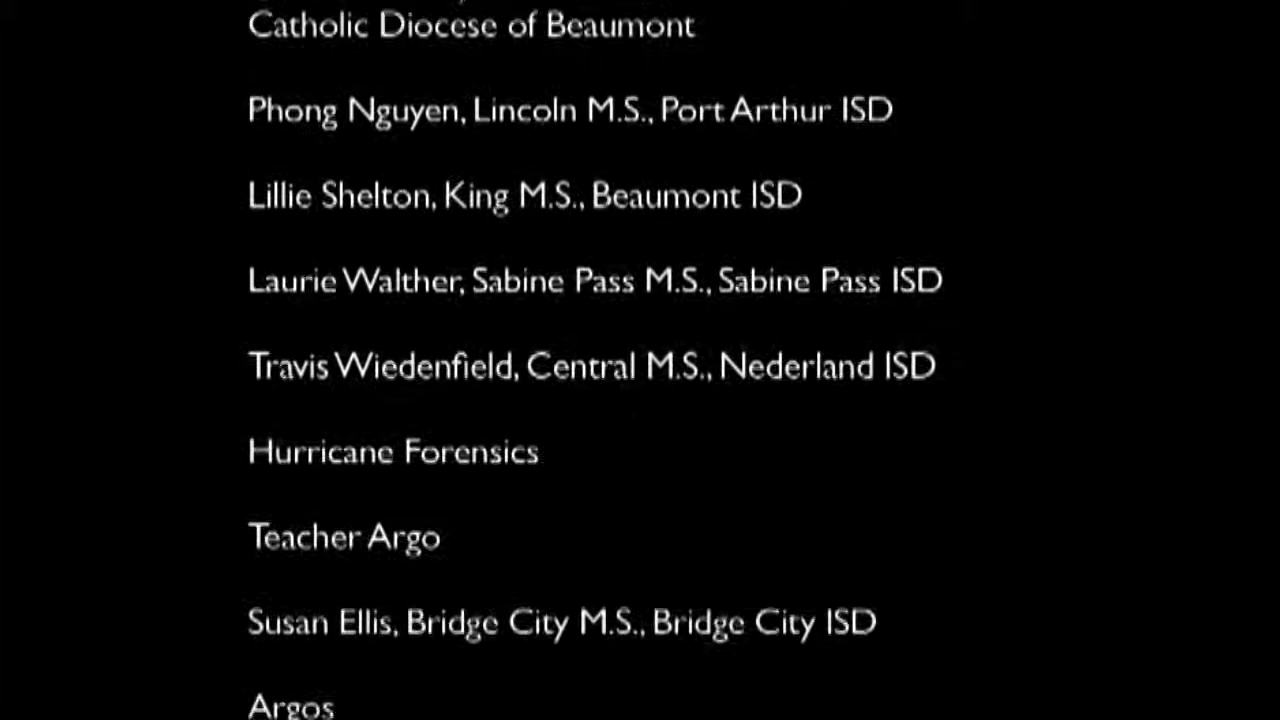 Catholic Diocese of Beaumont
Phong Nguyen, Lincoln M.S., Port Arthur ISD
Lillie Shelton, King M.S., Beaumont ISD
Laurie Walther, Sabine Pass M.S., Sabine Pass ISD
Travis Wiedenfield, Central M.S., Nederland ISD
Hurricane Forensics
Teacher Argo
Susan Ellis, Bridge City M.S., Bridge City ISD
Argos